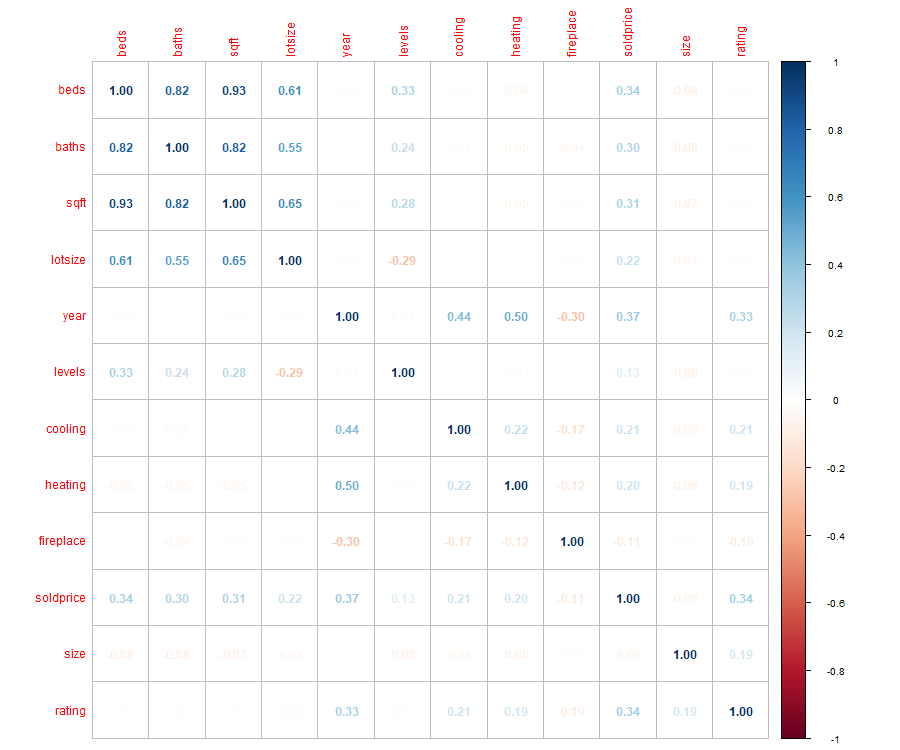 beds baths sqft lotsize year levels cooling heating fireplace soldprice size rating
beds 1.00 0.82 0.93 0.61 0.33 -0.06 0.34 -0.08
baths 0.82 1.00 0.82 0.55 0.24 -0.05 -0.04 0.30 -0.08
sqft 0.93 0.82 1.00 0.65 0.28 -0.05 0.31 -0.07
lotsize 0.61 0.55 0.65 1.00 -0.29 0.22 -0.04
year 1.00 0.44 0.50 -0.30 0.37 0.33
levels 0.33 0.24 0.28 -0.29 1.00 0.13 -0.08
cooling 0.44 1.00 0.22 -0.17 0.21 0.21
heating -0.06 -0.05 -0.05 0.50 0.22 1.00 -0.12 0.20 0.19
fireplace -0.04 -0.30 -0.17 -0.12 1.00 -0.11 -0.10
soldprice 0.34 0.30 0.31 0.22 0.37 0.13 0.21 0.20 -0.11 1.00 -0.06 0.34
size -0.08 -0.08 -0.07 -0.04 -0.08 -0.06 1.00 0.19
rating 0.33 0.21 0.19 -0.10 0.34 0.19 1.00
1
0.8
0.6
0.4
0.2
0
-0.2
-0.4
-0.6
-0.8
-1